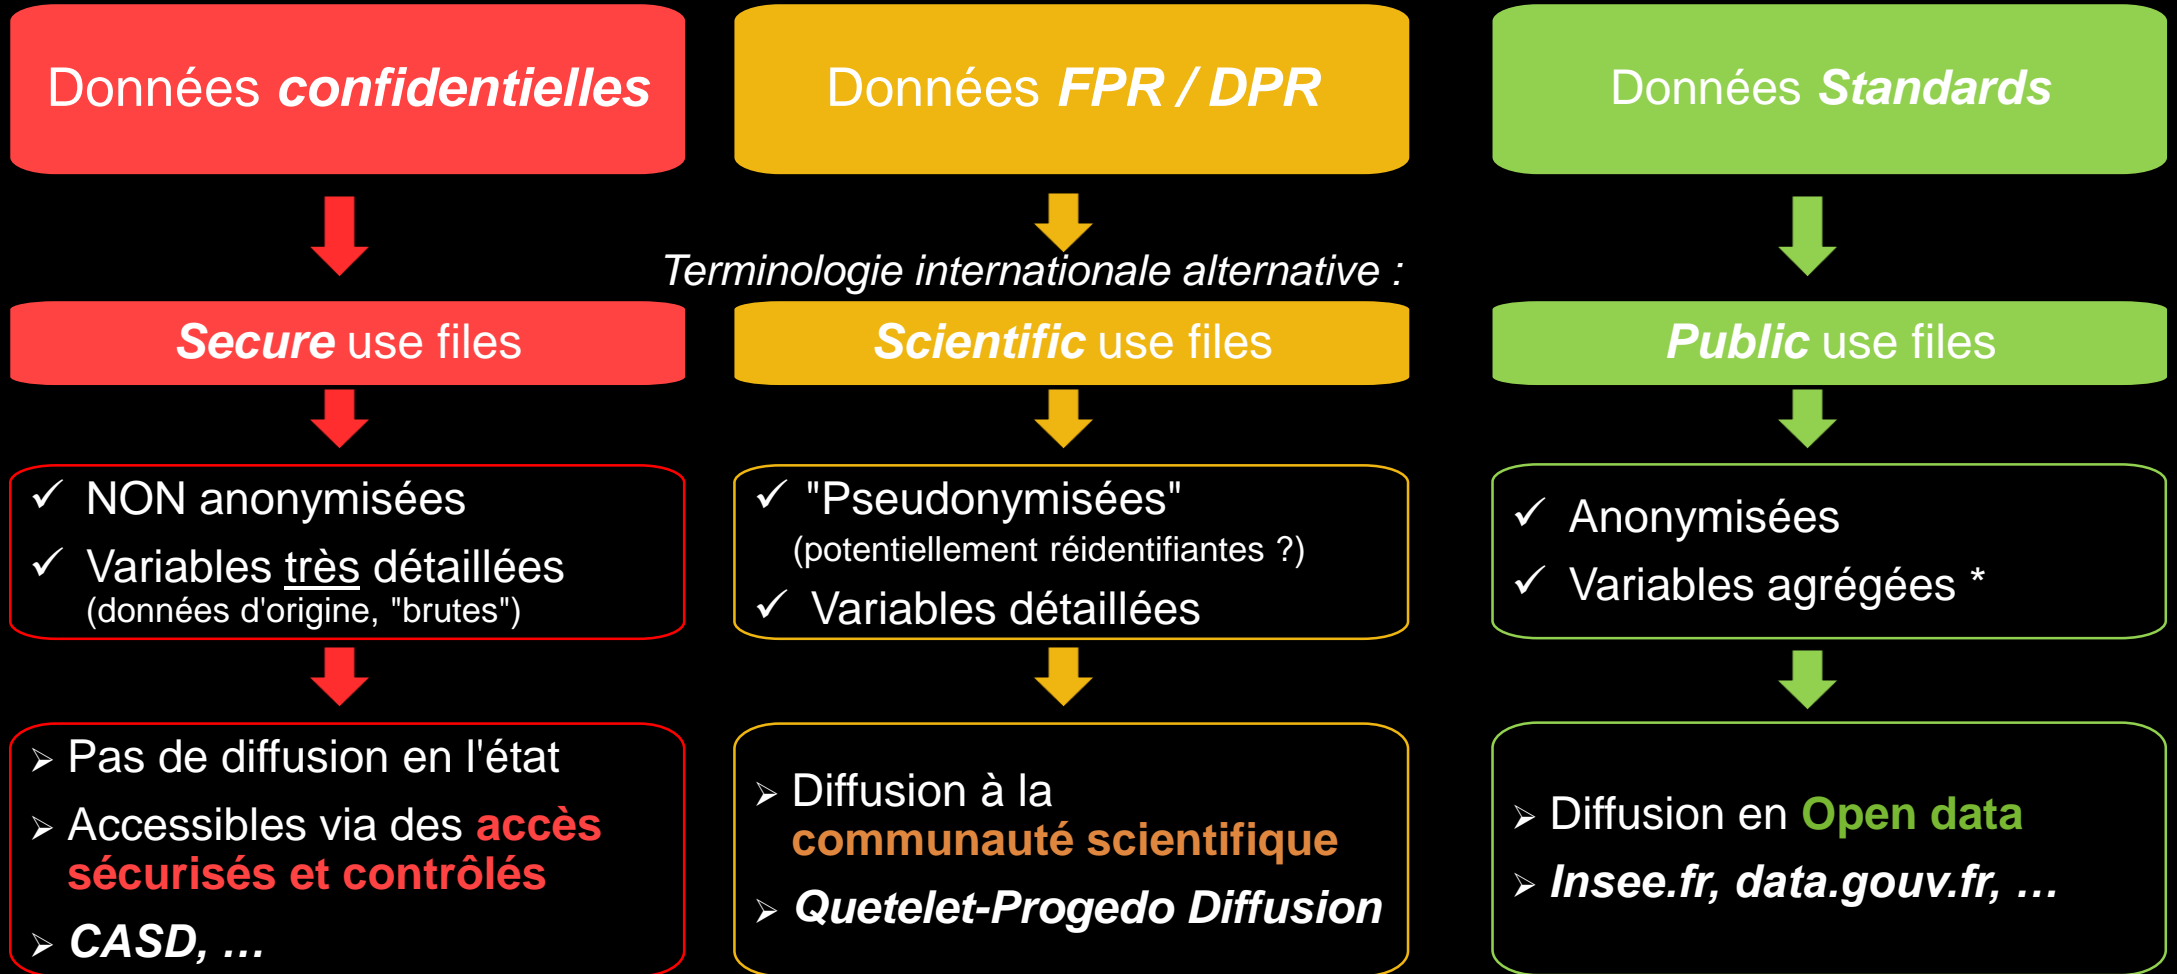 Données confidentielles
Données FPR / DPR
Données Standards
Terminologie internationale alternative :
Secure use files
Scientific use files
Public use files
✓ NON anonymisées
✓ Variables très détaillées
(données d'origine, "brutes")
✓ "Pseudonymisées"
(potentiellement réidentifiantes ?)
✓ Variables détaillées
✓ Anonymisées
✓ Variables agrégées *
➢ Pas de diffusion en l'état
➢ Accessibles via des accès
sécurisés et contrôlés
➢ CASD, …
➢ Diffusion à la
communauté scientifique
➢ Quetelet-Progedo Diffusion
➢ Diffusion en Open data
➢ Insee.fr, data.gouv.fr, …